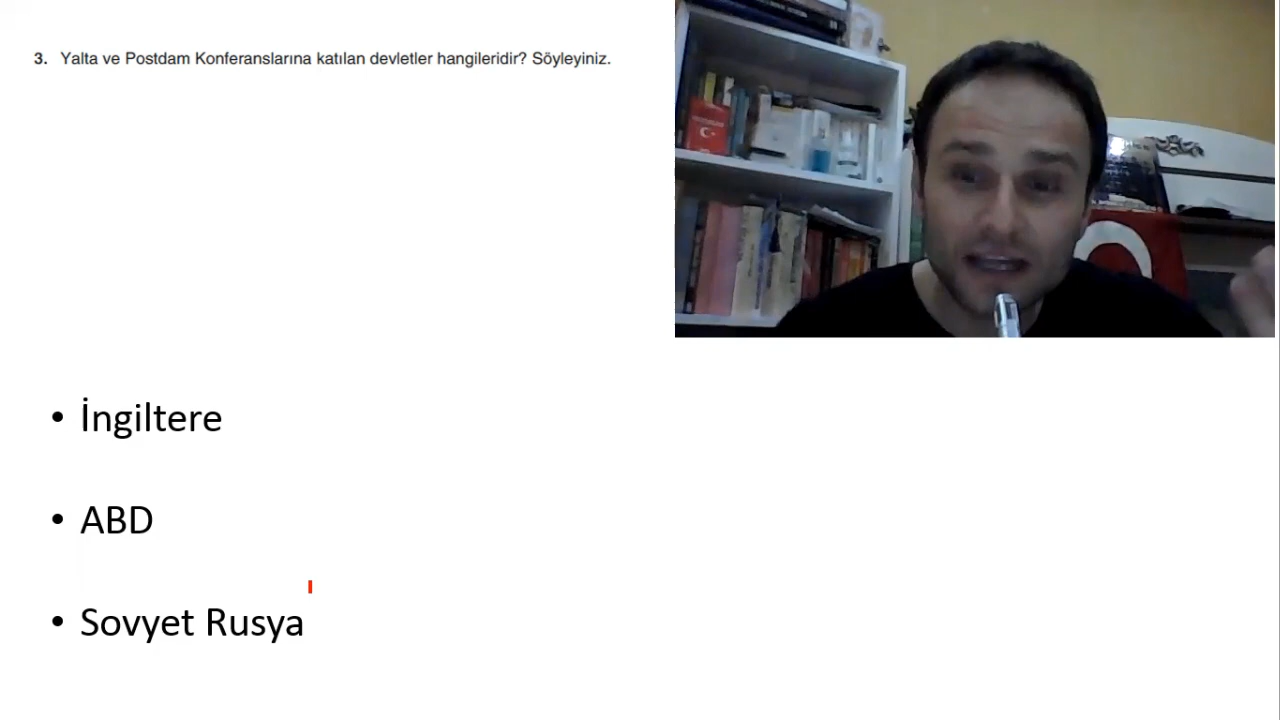 3. Yalta ve Postdam Konferanslarına katılan devletler hangileridir? Söyleyiniz.
• İngiltere
• ABD
• Sovyet Rusya